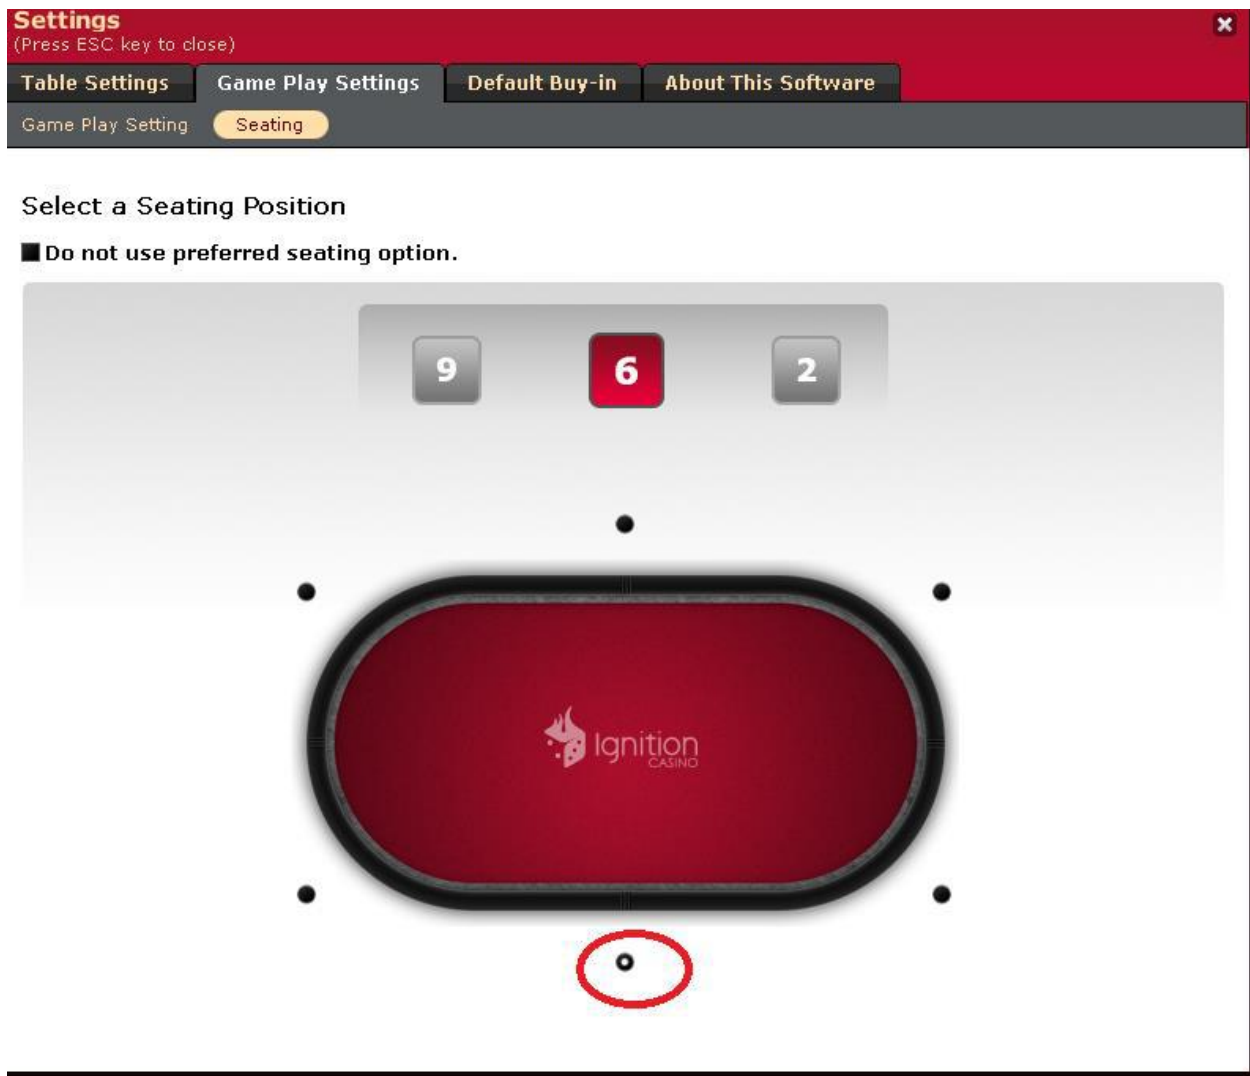 Settings
(Press ESC key to close)
Table Settings
Game Play Settings
Default Buy-in
About This Software
Game Play Setting
Seating
Select a Seating Position
Do not use preferred seating option.
9
6
2
Ignition
CASINO